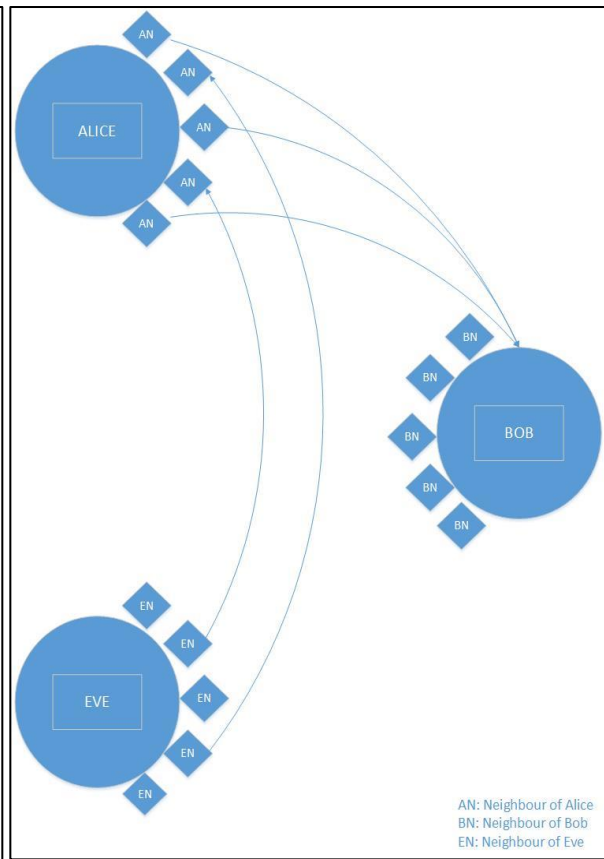 AN
AN
ALICE
AN
AN
AN
BN
BN
BOB
BN
BN
BN
EN
EN
EVE
EN
EN
EN
AN: Neighbour of Alice
BN: Neighbour of Bob
EN: Neighbour of Eve